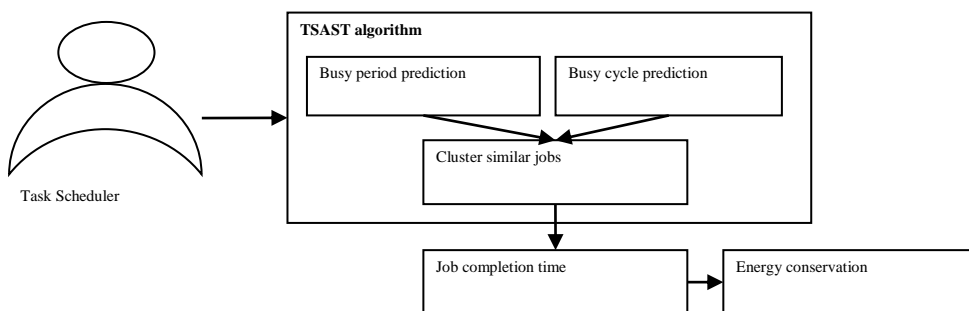 TSAST algorithm
Busy period prediction
Busy cycle prediction
Cluster similar jobs
Task Scheduler
Job completion time
Energy conservation